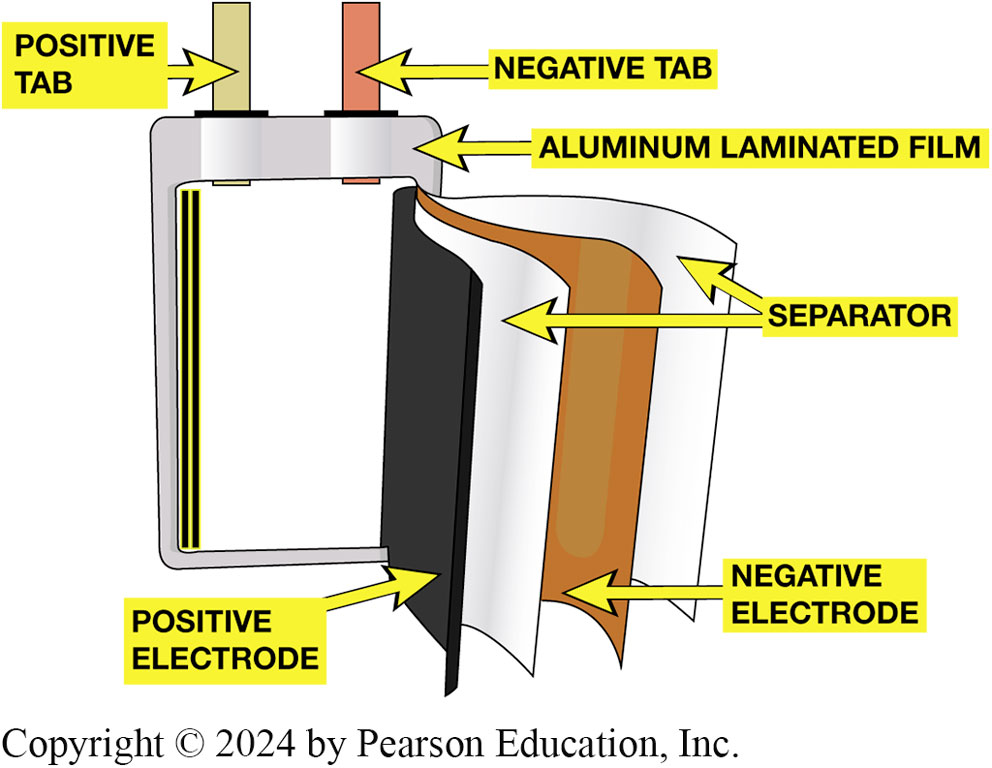 POSITIVE
TAB
NEGATIVE TAB
ALUMINUM LAMINATED FILM
SEPARATOR
NEGATIVE
ELECTRODE
POSITIVE
ELECTRODE
Copyright © 2024 by Pearson Education, Inc.